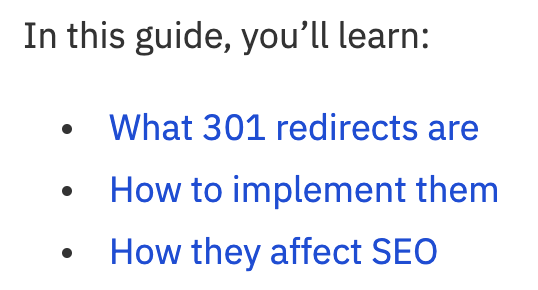 In this guide, you’ll learn:
• What 301 redirects are
• How to implement them
• How they affect SEO